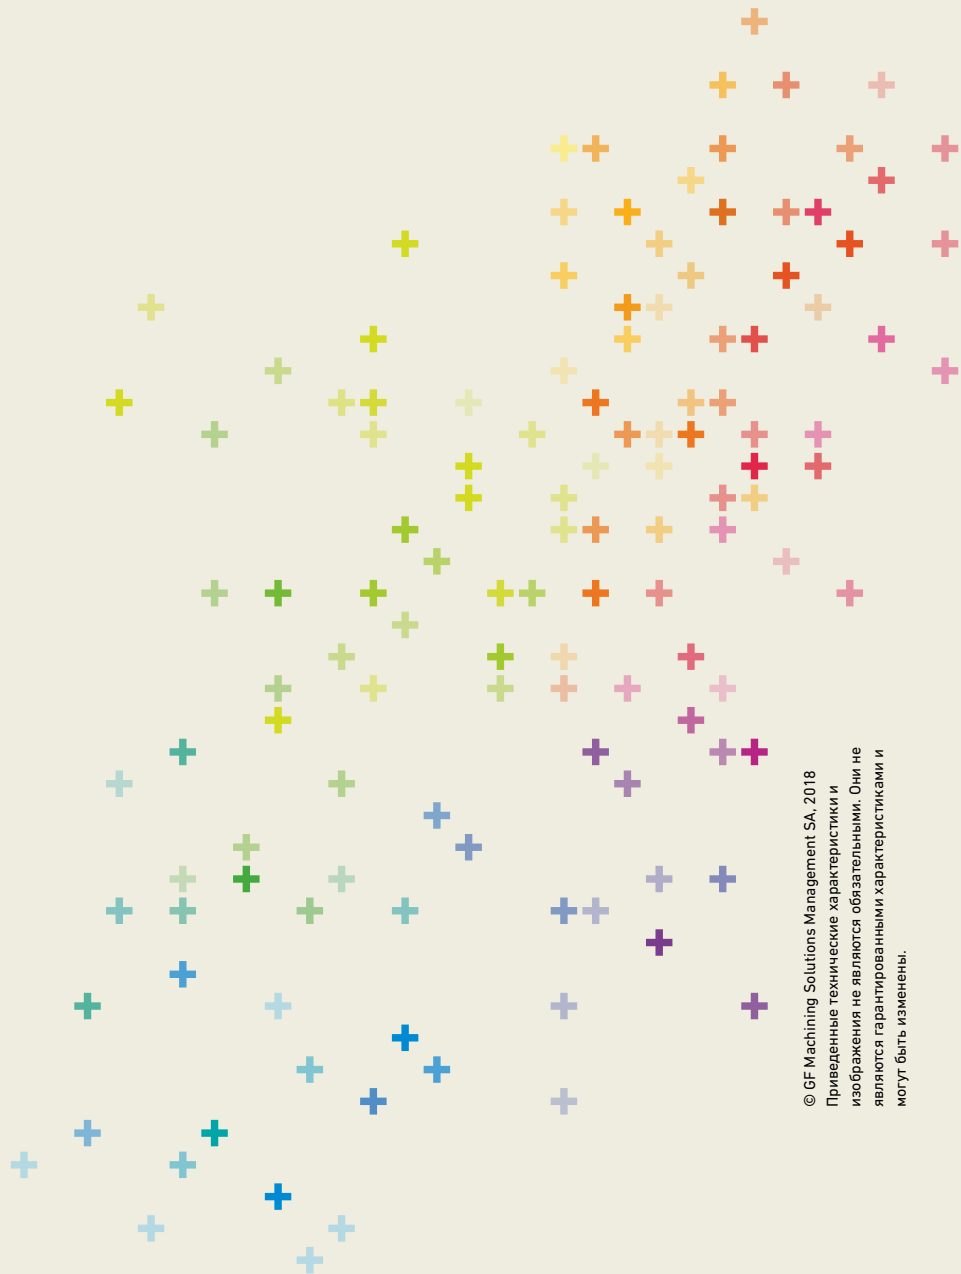 © GF Machining Solutions Management SA, 2018
Приведенные технические характеристики и
изображения не являются обязательными. Они не
являются гарантированными характеристиками и
могут быть изменены.